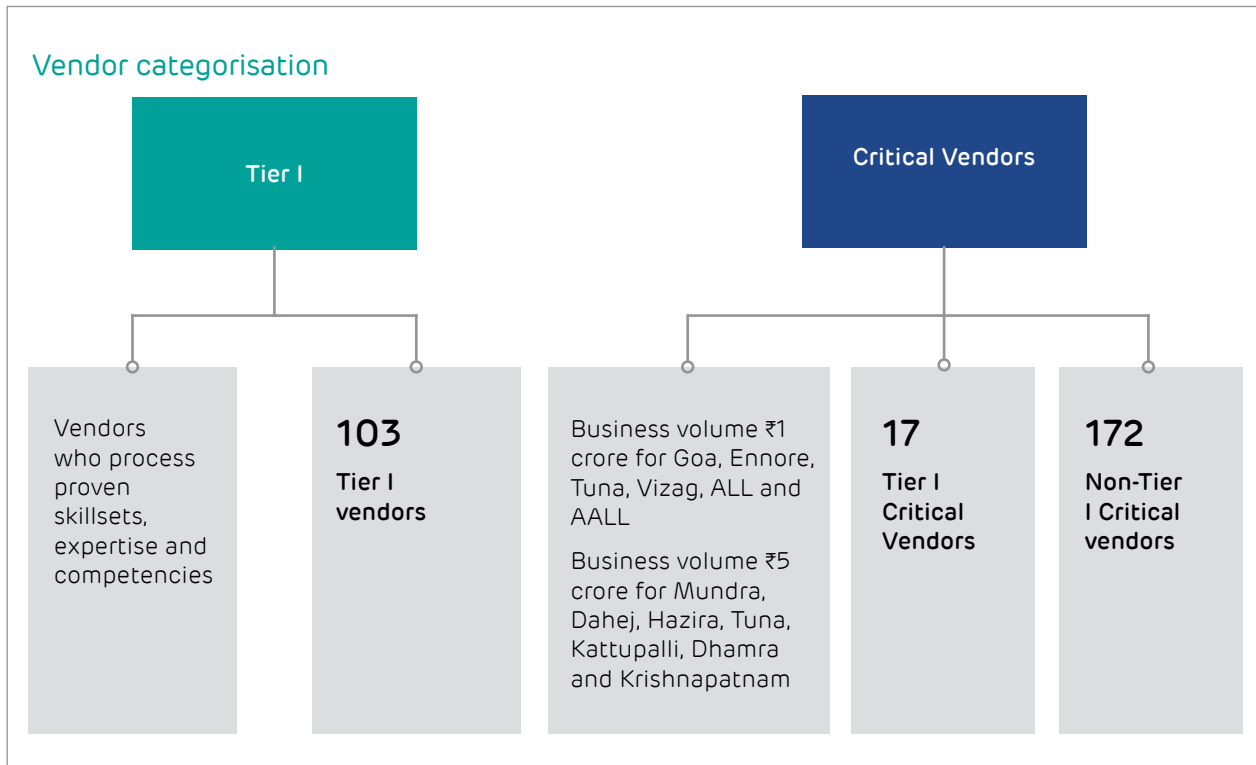 Vendor categorisation
Tier I
Critical Vendors
Vendors
who process
proven
skillsets,
expertise and
competencies
103
Tier I
vendors
Business volume ₹1
crore for Goa, Ennore,
Tuna, Vizag, ALL and
AALL
Business volume ₹5
crore for Mundra,
Dahej, Hazira, Tuna,
Kattupalli, Dhamra
and Krishnapatnam
17
Tier I
Critical
Vendors
172
Non-Tier
I Critical
vendors